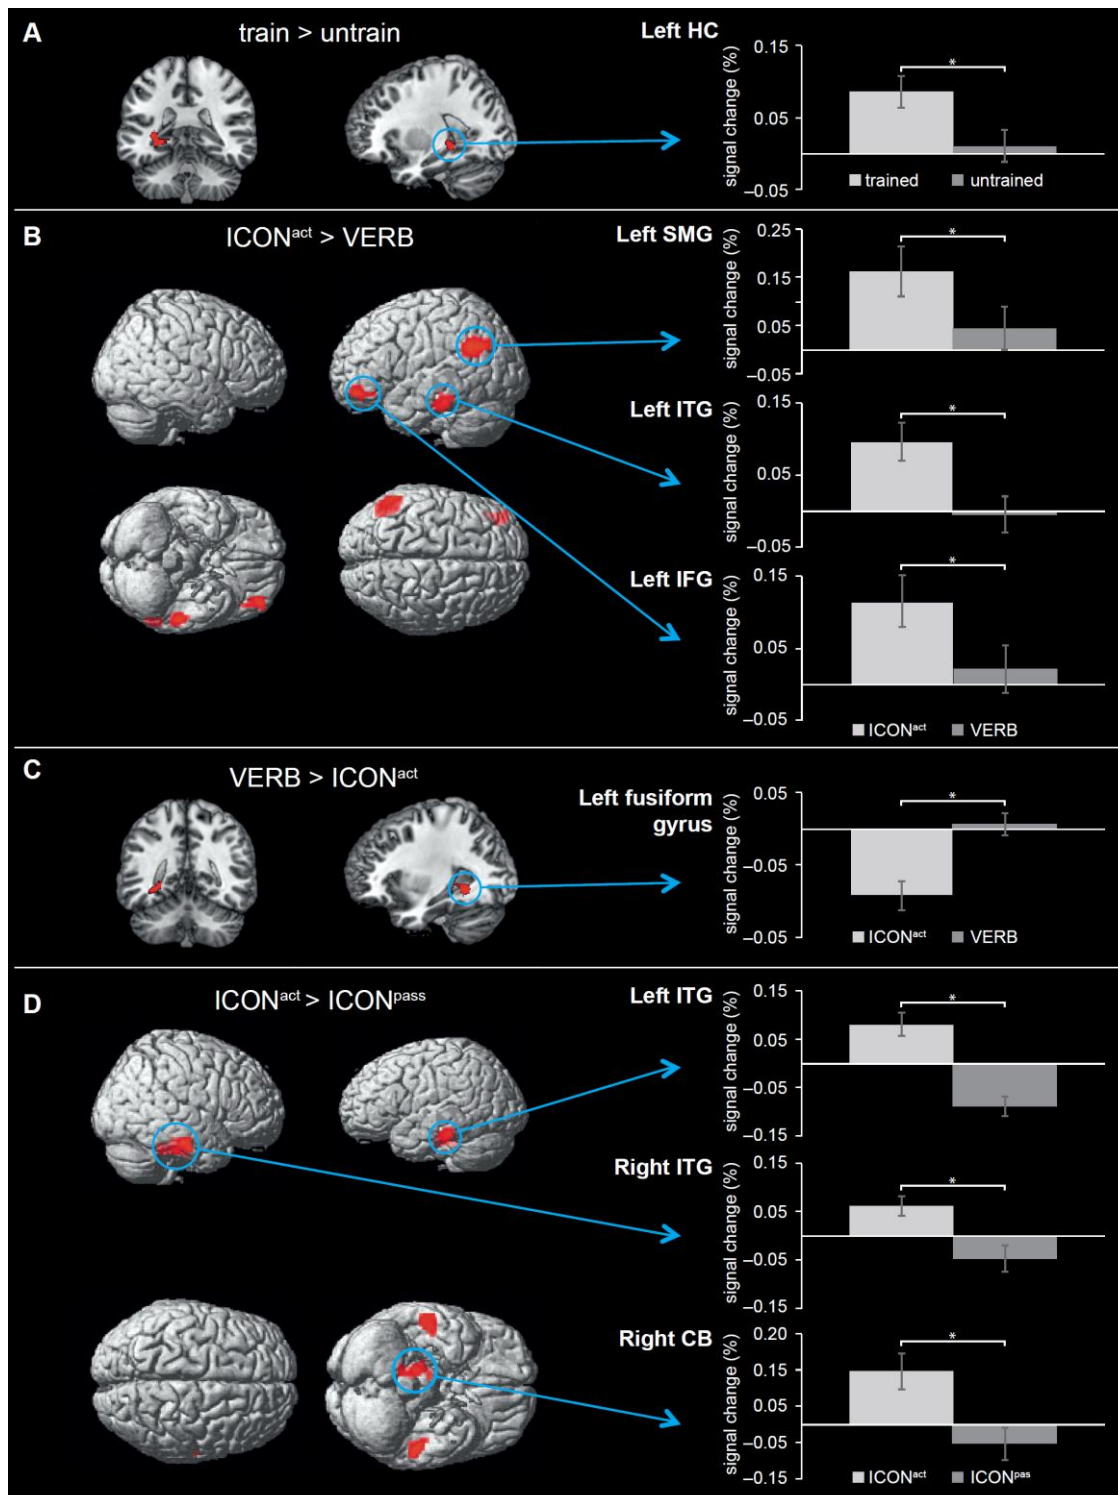 A
train > untrain
Left HC
signal change (%)
0.15
0.05
–0.05
*
trained
untrained
B
ICONᵃᶜᵗ > VERB
Left SMG
signal change (%)
0.25
0.15
0.05
–0.05
*
Left ITG
signal change (%)
0.15
0.05
–0.05
*
Left IFG
signal change (%)
0.15
0.05
–0.05
*
ICONᵃᶜᵗ
VERB
C
VERB > ICONᵃᶜᵗ
Left fusiform
gyrus
signal change (%)
0.05
–0.05
–0.05
*
ICONᵃᶜᵗ
VERB
D
ICONᵃᶜᵗ > ICONᵖᵃˢˢ
Left ITG
signal change (%)
0.15
0.05
–0.05
–0.15
*
Right ITG
signal change (%)
0.15
0.05
–0.05
–0.15
*
Right CB
signal change (%)
0.20
0.15
0.05
–0.05
–0.15
*
ICONᵃᶜᵗ
ICONᵖᵃˢ